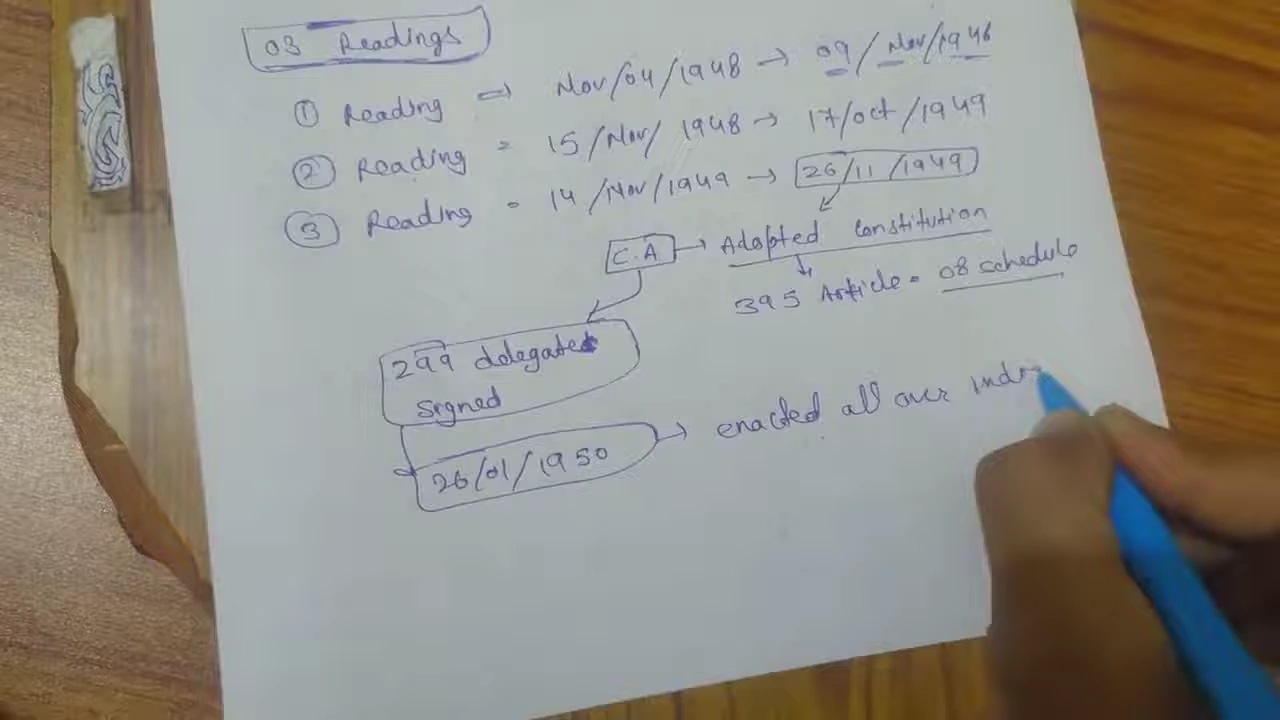 03 Readings
① Reading => Nov/04/1948 → 09/Nov/1948
② Reading = 15/Nov/1948 → 17/oct/1949
③ Reading = 14/Nov/1949 → 26/11/1949
C.A → Adopted Constitution
395 Article = 08 schedule
299 delegates
signed
26/01/1950 → enacted all over indi